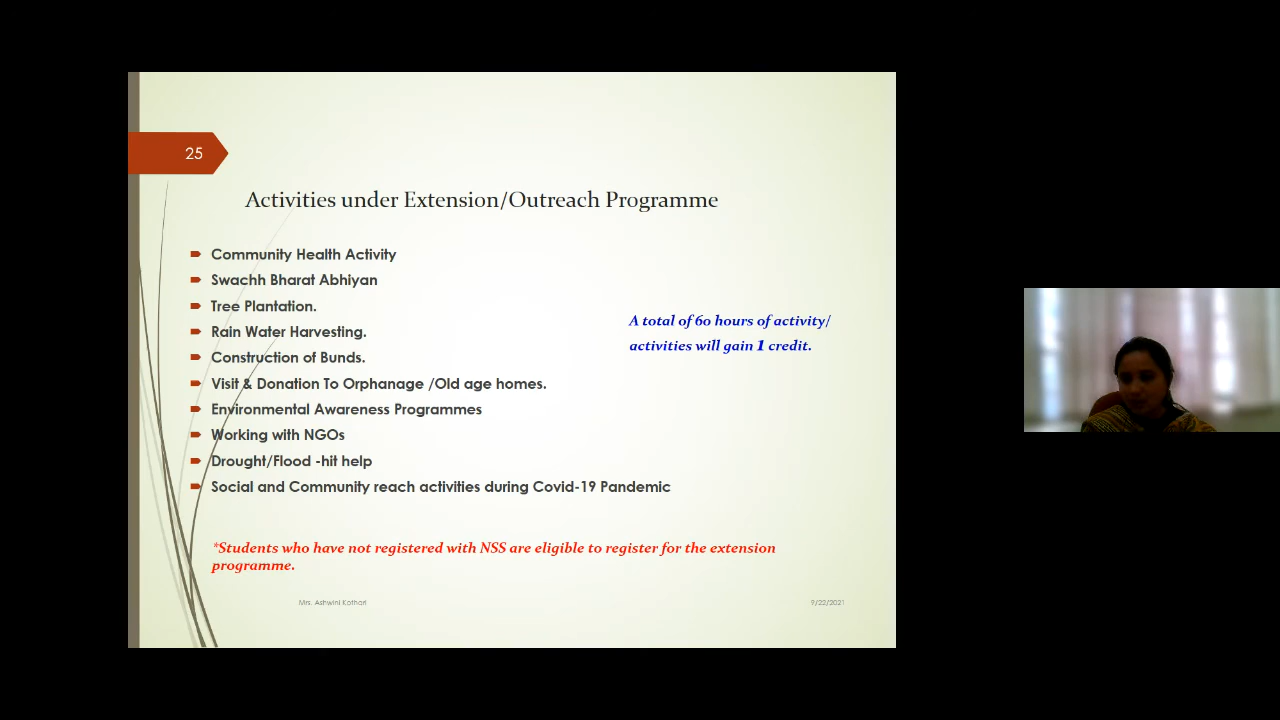 25
Activities under Extension/Outreach Programme
Community Health Activity
Swachh Bharat Abhiyan
Tree Plantation.
Rain Water Harvesting.
Construction of Bunds.
Visit & Donation To Orphanage /Old age homes.
Environmental Awareness Programmes
Working with NGOs
Drought/Flood -hit help
Social and Community reach activities during Covid-19 Pandemic
A total of 60 hours of activity/
activities will gain 1 credit.
*Students who have not registered with NSS are eligible to register for the extension
programme.
Mrs. Ashwini Kothari
9/22/2021